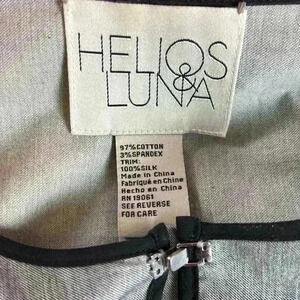 HELIOS
&
LUNA
97%COTTON
3%SPANDEX
TRIM:
100%SILK
Made in China
Fabriqué en Chine
Hecho en China
RN 19061
SEE REVERSE
FOR CARE